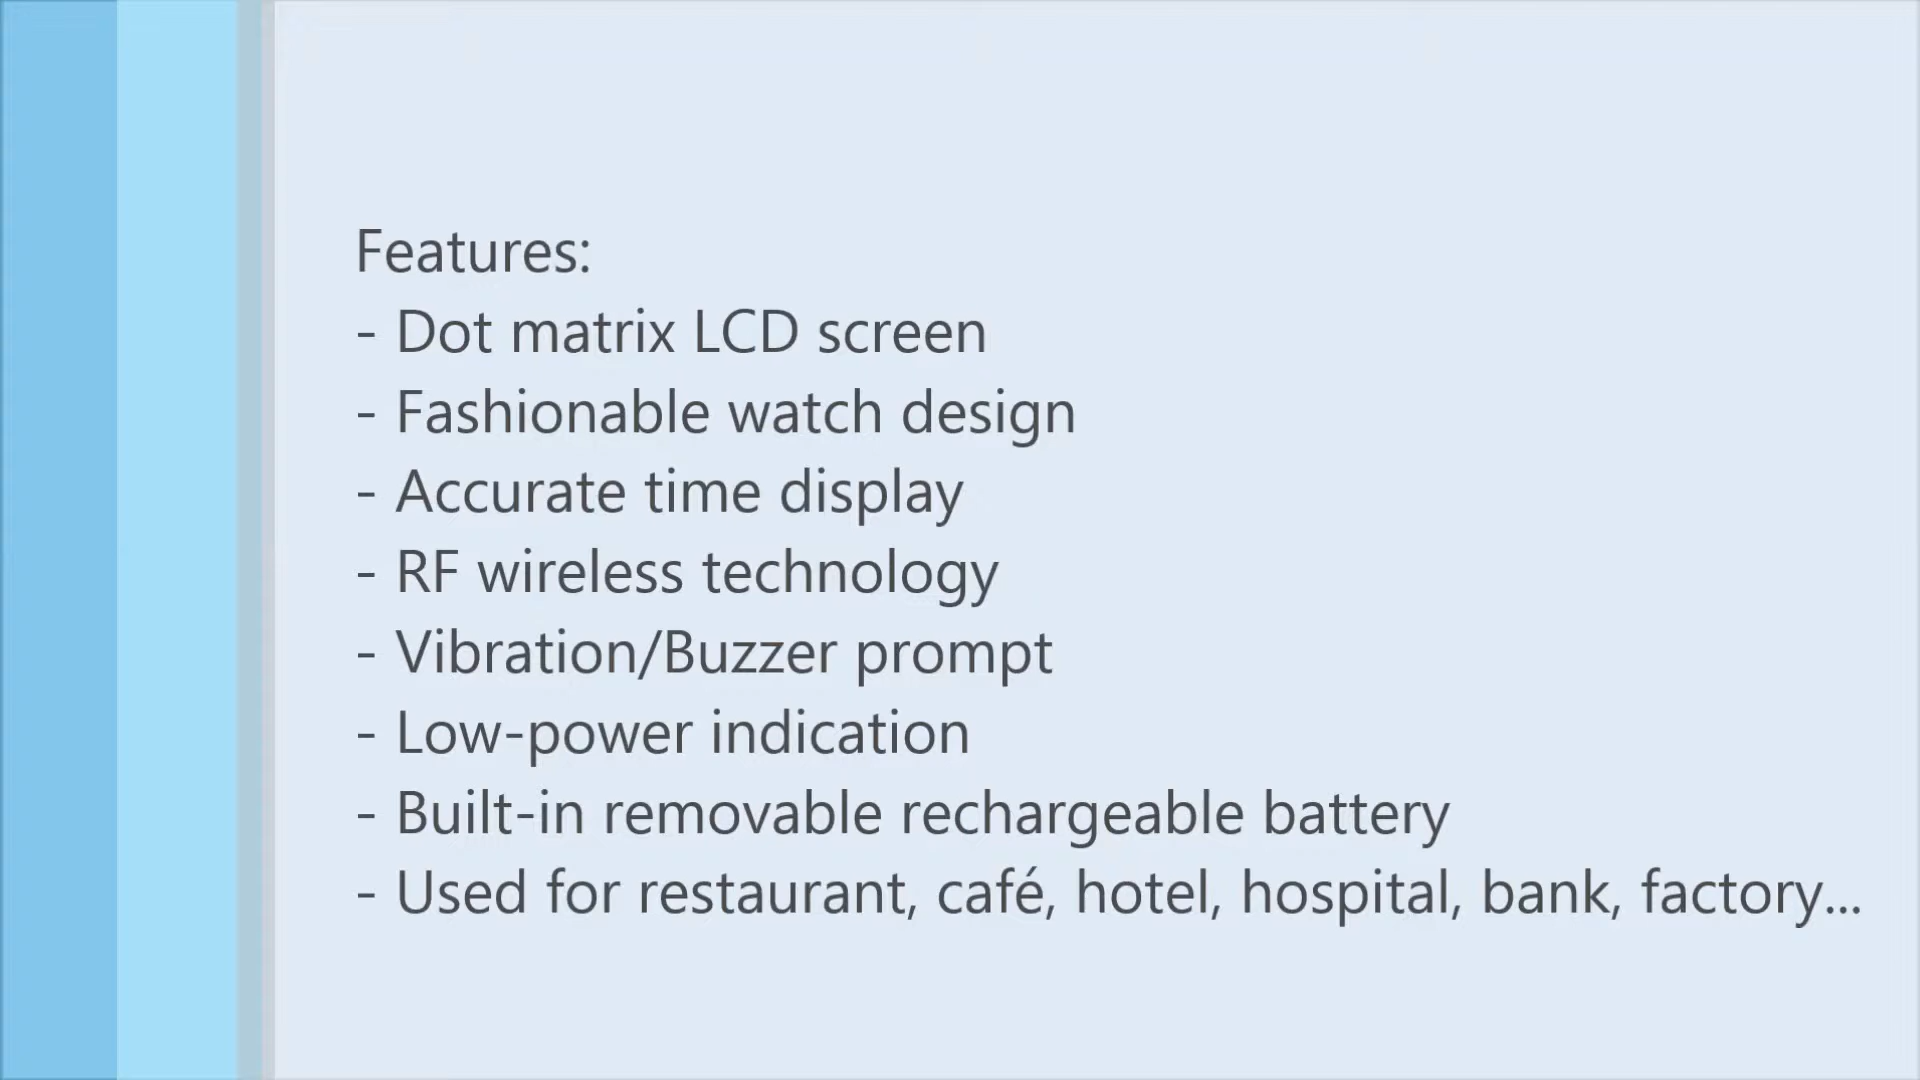 Features:
- Dot matrix LCD screen
- Fashionable watch design
- Accurate time display
- RF wireless technology
- Vibration/Buzzer prompt
- Low-power indication
- Built-in removable rechargeable battery
- Used for restaurant, café, hotel, hospital, bank, factory...